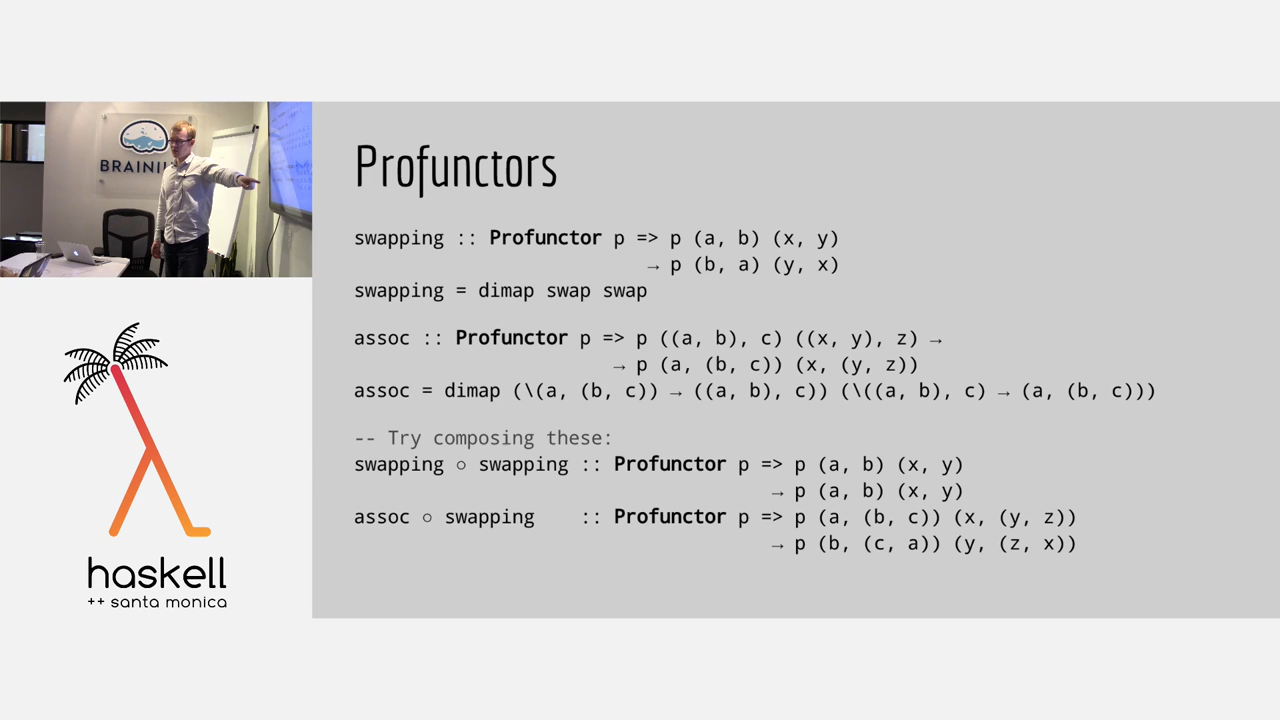 BRAINI
Profunctors
swapping :: Profunctor p => p (a, b) (x, y)
→ p (b, a) (y, x)
swapping = dimap swap swap
assoc :: Profunctor p => p ((a, b), c) ((x, y), z) →
→ p (a, (b, c)) (x, (y, z))
assoc = dimap (\(a, (b, c)) → ((a, b), c)) (\((a, b), c) → (a, (b, c)))
-- Try composing these:
swapping ○ swapping :: Profunctor p => p (a, b) (x, y)
→ p (a, b) (x, y)
assoc ○ swapping :: Profunctor p => p (a, (b, c)) (x, (y, z))
→ p (b, (c, a)) (y, (z, x))
haskell
++ santa monica